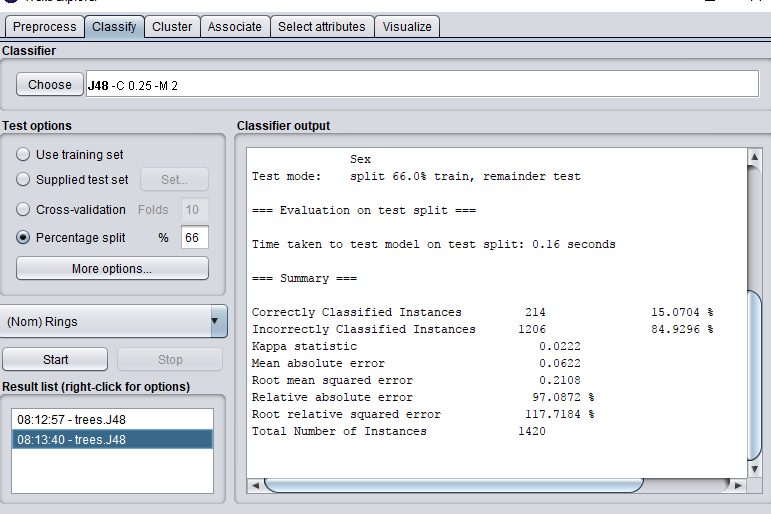 Preprocess Classify Cluster Associate Select attributes Visualize
Classifier
Choose J48 -C 0.25 -M 2
Test options
Use training set
Supplied test set Set...
Cross-validation Folds 10
Percentage split % 66
More options...
(Nom) Rings
Start Stop
Result list (right-click for options)
08:12:57 - trees.J48
08:13:40 - trees.J48
Classifier output
Sex
Test mode: split 66.0% train, remainder test
=== Evaluation on test split ===
Time taken to test model on test split: 0.16 seconds
=== Summary ===
Correctly Classified Instances 214 15.0704 %
Incorrectly Classified Instances 1206 84.9296 %
Kappa statistic 0.0222
Mean absolute error 0.0622
Root mean squared error 0.2108
Relative absolute error 97.0872 %
Root relative squared error 117.7184 %
Total Number of Instances 1420